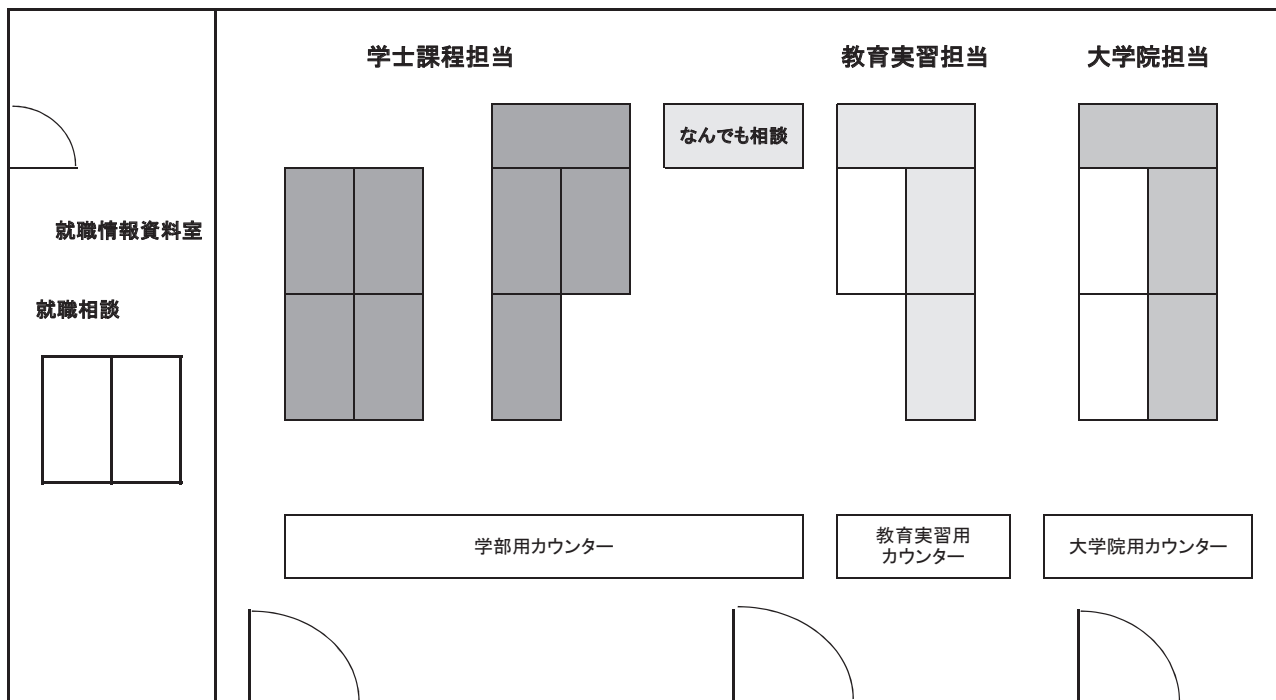 学士課程担当
教育実習担当
大学院担当
なんでも相談
就職情報資料室
就職相談
学部用カウンター
教育実習用
カウンター
大学院用カウンター